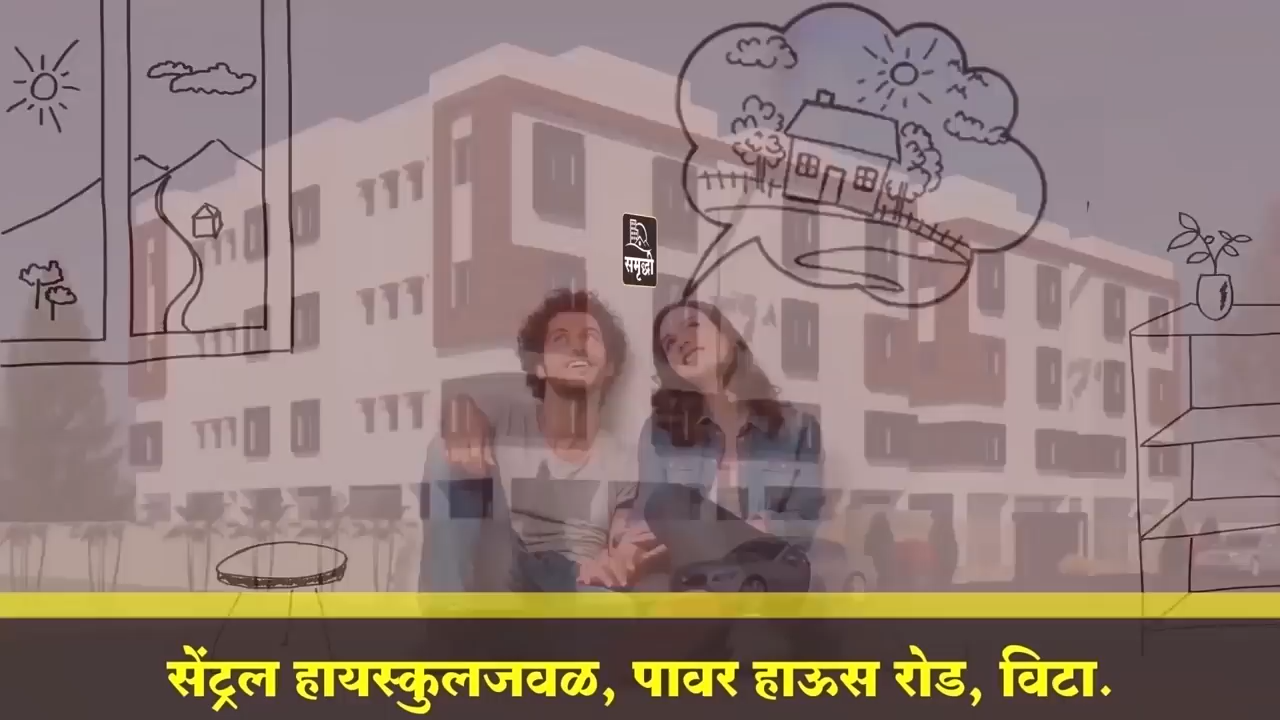 समृद्धी
सेंट्रल हायस्कुलजवळ, पावर हाऊस रोड, विटा.